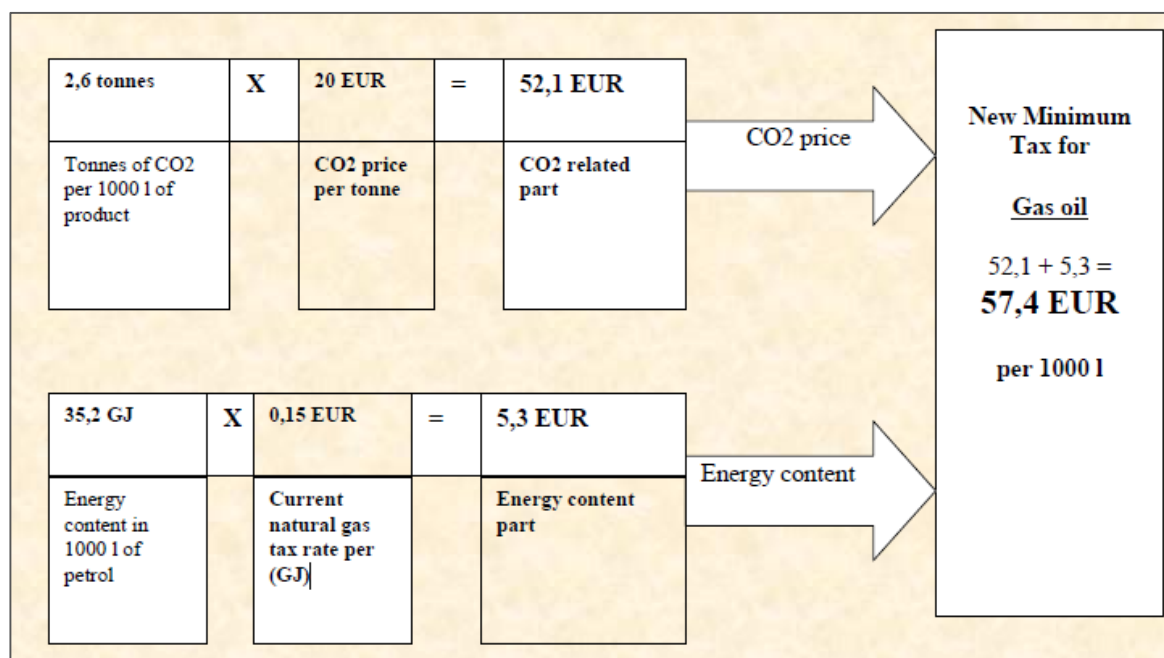 2,6 tonnes
X
20 EUR
=
52,1 EUR
Tonnes of CO2
per 1000 l of
product
CO2 price
per tonne
CO2 related
part
CO2 price
New Minimum
Tax for
Gas oil
52,1 + 5,3 =
57,4 EUR
per 1000 l
35,2 GJ
X
0,15 EUR
=
5,3 EUR
Energy
content in
1000 l of
petrol
Current
natural gas
tax rate per
(GJ)
Energy content
part
Energy content